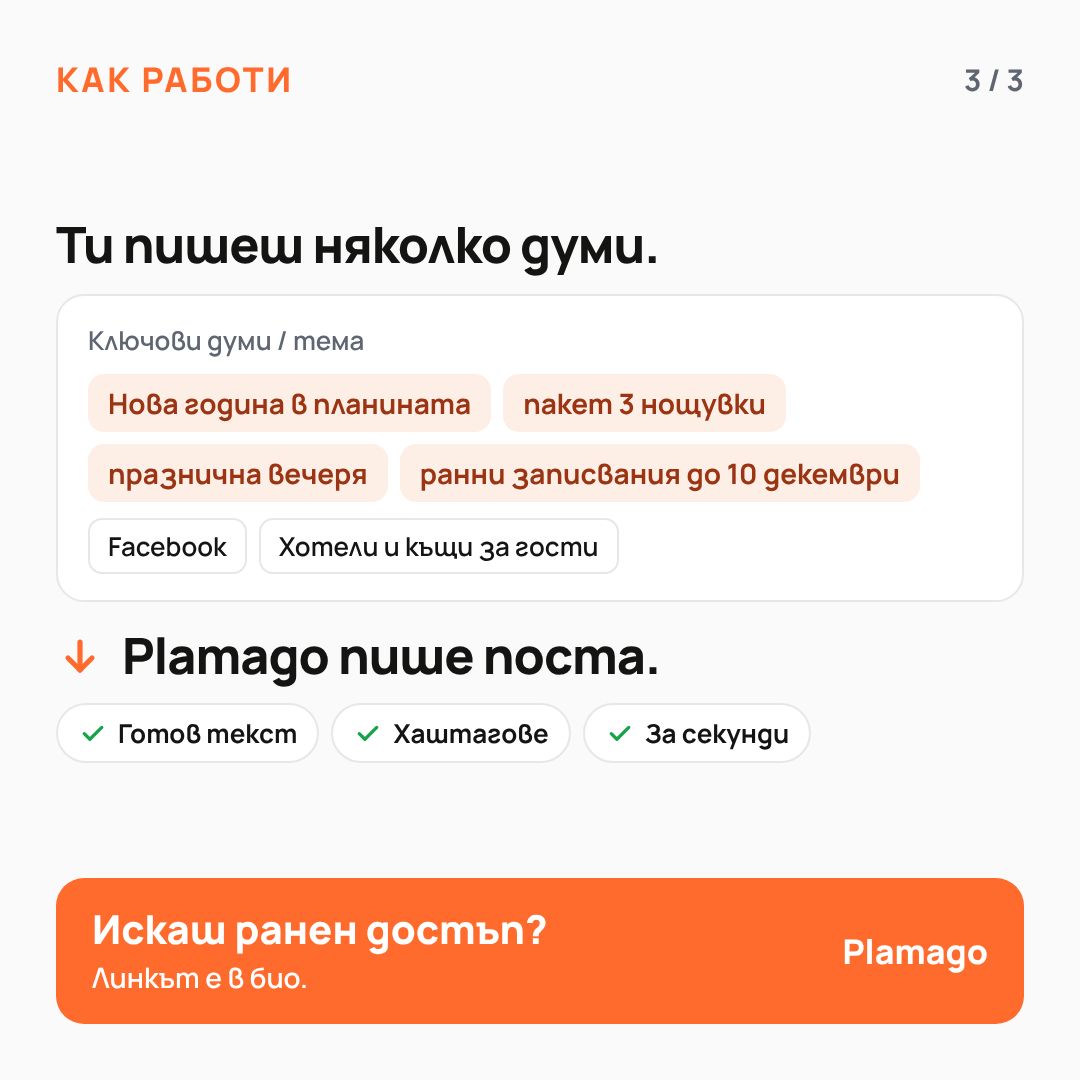 КАК РАБОТИ
3 / 3
Ти пишеш няколко думи.
Ключови думи / тема
Нова година в планината
пакет 3 нощувки
празнична вечеря
ранни записвания до 10 декември
Facebook
Хотели и къщи за гости
↓ Plamago пише поста.
✓ Готов текст
✓ Хаштагове
✓ За секунди
Искаш ранен достъп?
Линкът е в био.
Plamago